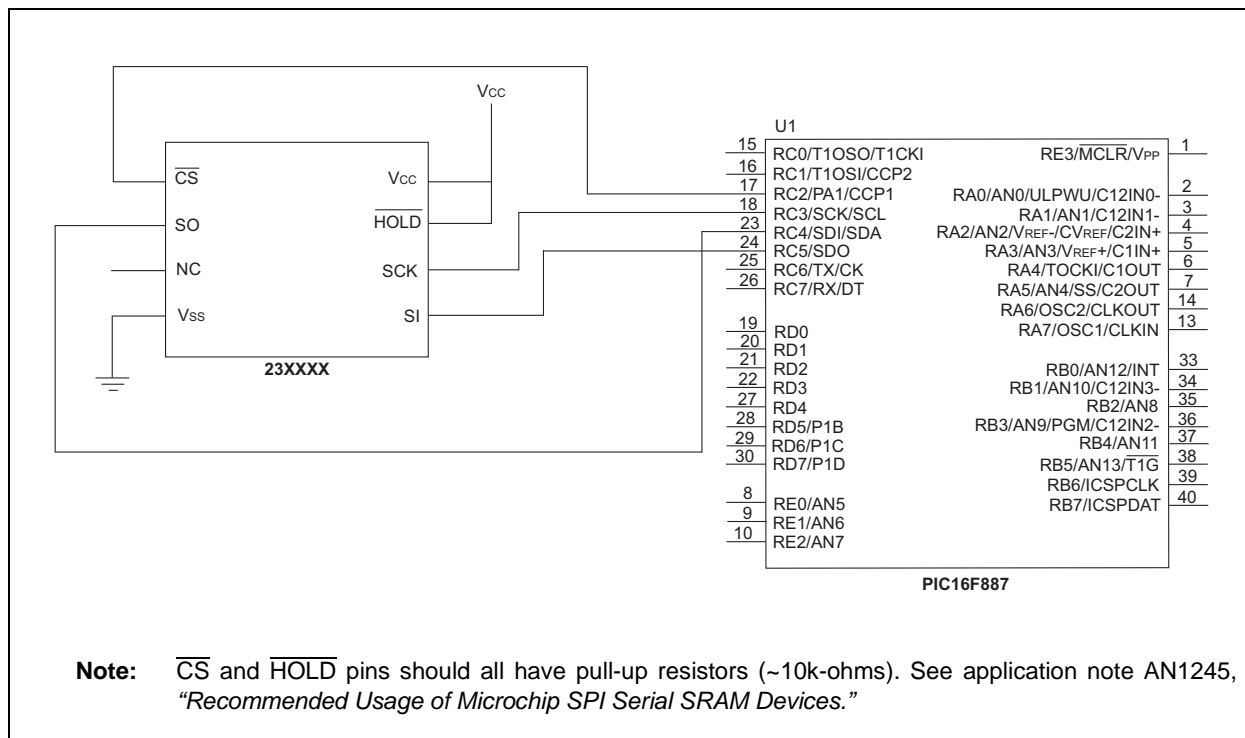 Vcc
CS
SO
NC
Vss
Vcc
HOLD
SCK
SI
23XXXX
U1
15 RC0/T1OSO/T1CKI
16 RC1/T1OSI/CCP2
17 RC2/PA1/CCP1
18 RC3/SCK/SCL
23 RC4/SDI/SDA
24 RC5/SDO
25 RC6/TX/CK
26 RC7/RX/DT
19 RD0
20 RD1
21 RD2
22 RD3
27 RD4
28 RD5/P1B
29 RD6/P1C
30 RD7/P1D
8 RE0/AN5
9 RE1/AN6
10 RE2/AN7
RE3/MCLR/VPP 1
RA0/AN0/ULPWU/C12IN0- 2
RA1/AN1/C12IN1- 3
RA2/AN2/VREF-/CVREF/C2IN+ 4
RA3/AN3/VREF+/C1IN+ 5
RA4/TOCKI/C1OUT 6
RA5/AN4/SS/C2OUT 7
RA6/OSC2/CLKOUT 14
RA7/OSC1/CLKIN 13
RB0/AN12/INT 33
RB1/AN10/C12IN3- 34
RB2/AN8 35
RB3/AN9/PGM/C12IN2- 36
RB4/AN11 37
RB5/AN13/T1G 38
RB6/ICSPCLK 39
RB7/ICSPDAT 40
PIC16F887
Note: CS and HOLD pins should all have pull-up resistors (~10k-ohms). See application note AN1245,
“Recommended Usage of Microchip SPI Serial SRAM Devices.”